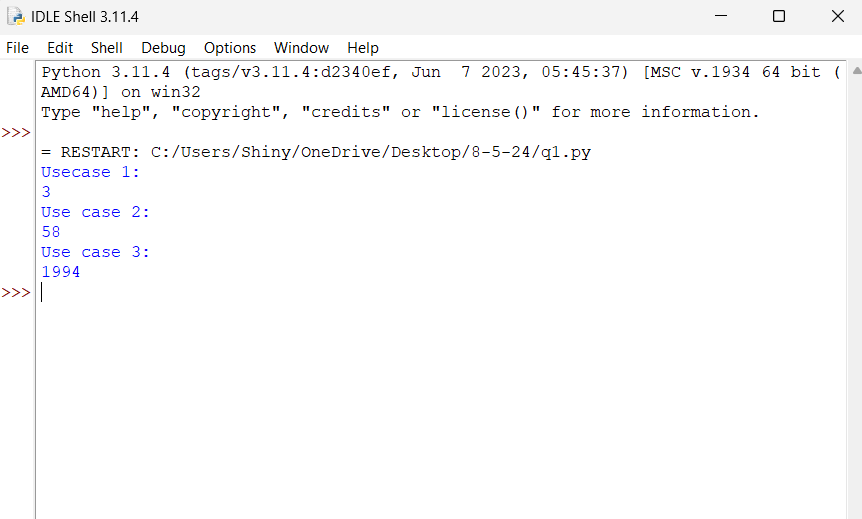 IDLE Shell 3.11.4
File Edit Shell Debug Options Window Help
Python 3.11.4 (tags/v3.11.4:d2340ef, Jun  7 2023, 05:45:37) [MSC v.1934 64 bit (
AMD64)] on win32
Type "help", "copyright", "credits" or "license()" for more information.
>>>
= RESTART: C:/Users/Shiny/OneDrive/Desktop/8-5-24/q1.py
Usecase 1:
3
Use case 2:
58
Use case 3:
1994
>>>